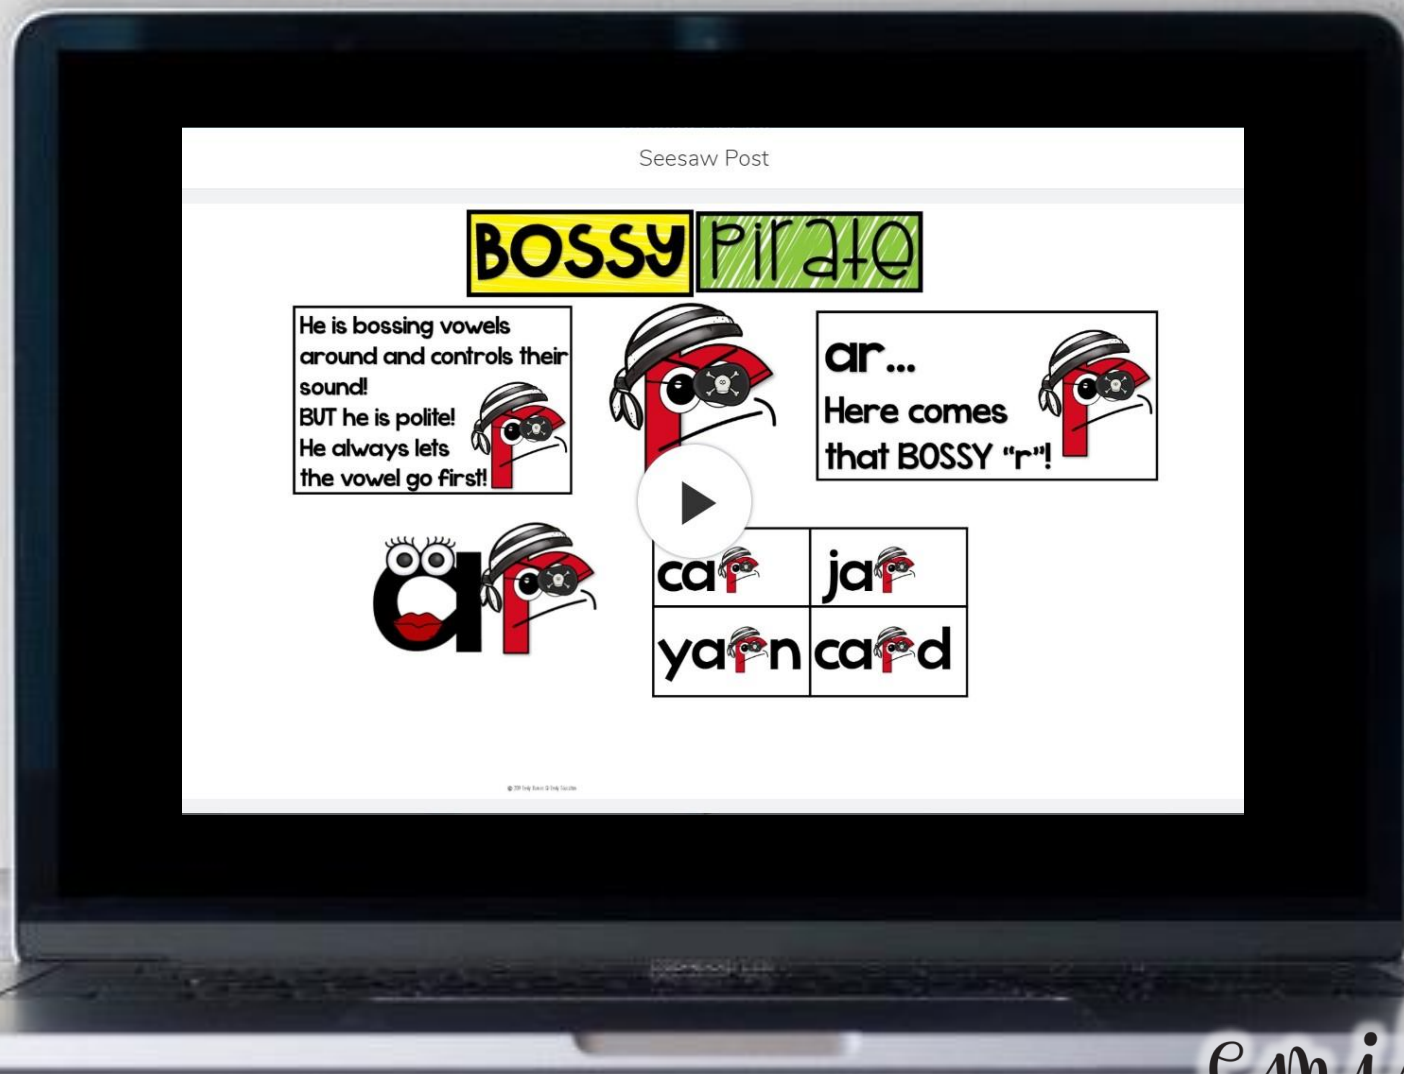 Seesaw Post
BOSSY pirate
He is bossing vowels
around and controls their
sound!
BUT he is polite!
He always lets
the vowel go first!
ar...
Here comes
that BOSSY “r”!
ar
car
jar
yarn
card